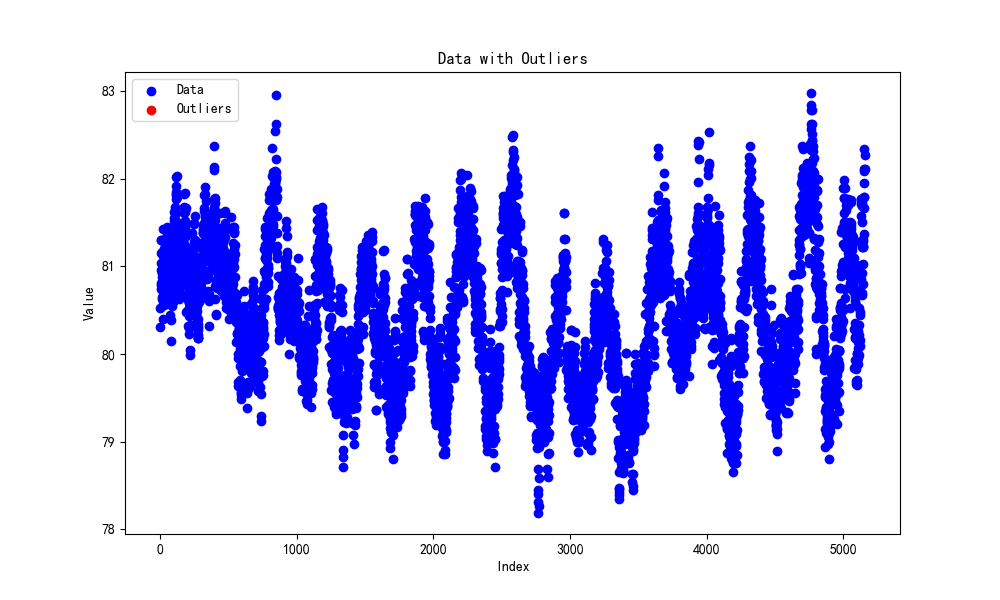 Data with Outliers
Data
Outliers
Value
83
82
81
80
79
78
0 1000 2000 3000 4000 5000
Index